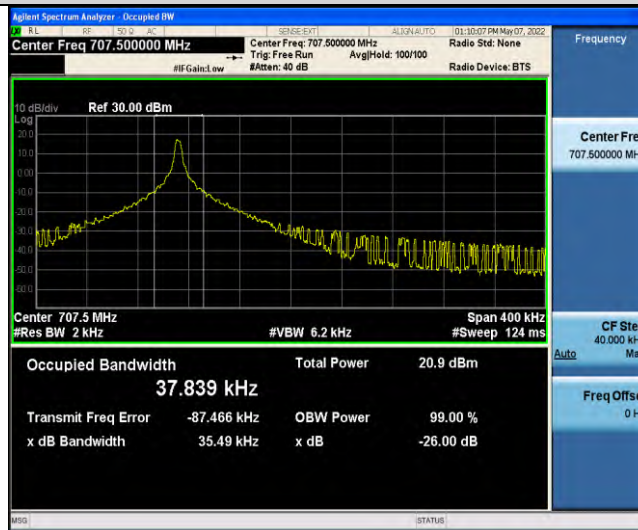 Agilent Spectrum Analyzer - Occupied BW
RL RF 50 Ω AC SENSE:EXT ALIGN AUTO 01:10:07 PM May 07, 2022
Center Freq 707.500000 MHz Center Freq: 707.500000 MHz Radio Std: None Frequency
Trig: Free Run Avg|Hold: 100/100
#IFGain:Low #Atten: 40 dB Radio Device: BTS
10 dB/div Ref 30.00 dBm
Log
20.0
10.0
0.00
-10.0
-20.0
-30.0
-40.0
-50.0
-60.0
Center Fre
707.500000 MH
Center 707.5 MHz Span 400 kHz
#Res BW 2 kHz #VBW 6.2 kHz #Sweep 124 ms
CF Ste
40.000 kH
Auto Ma
Occupied Bandwidth Total Power 20.9 dBm
37.839 kHz
Freq Offse
0 H
Transmit Freq Error -87.466 kHz OBW Power 99.00 %
x dB Bandwidth 35.49 kHz x dB -26.00 dB
MSG STATUS